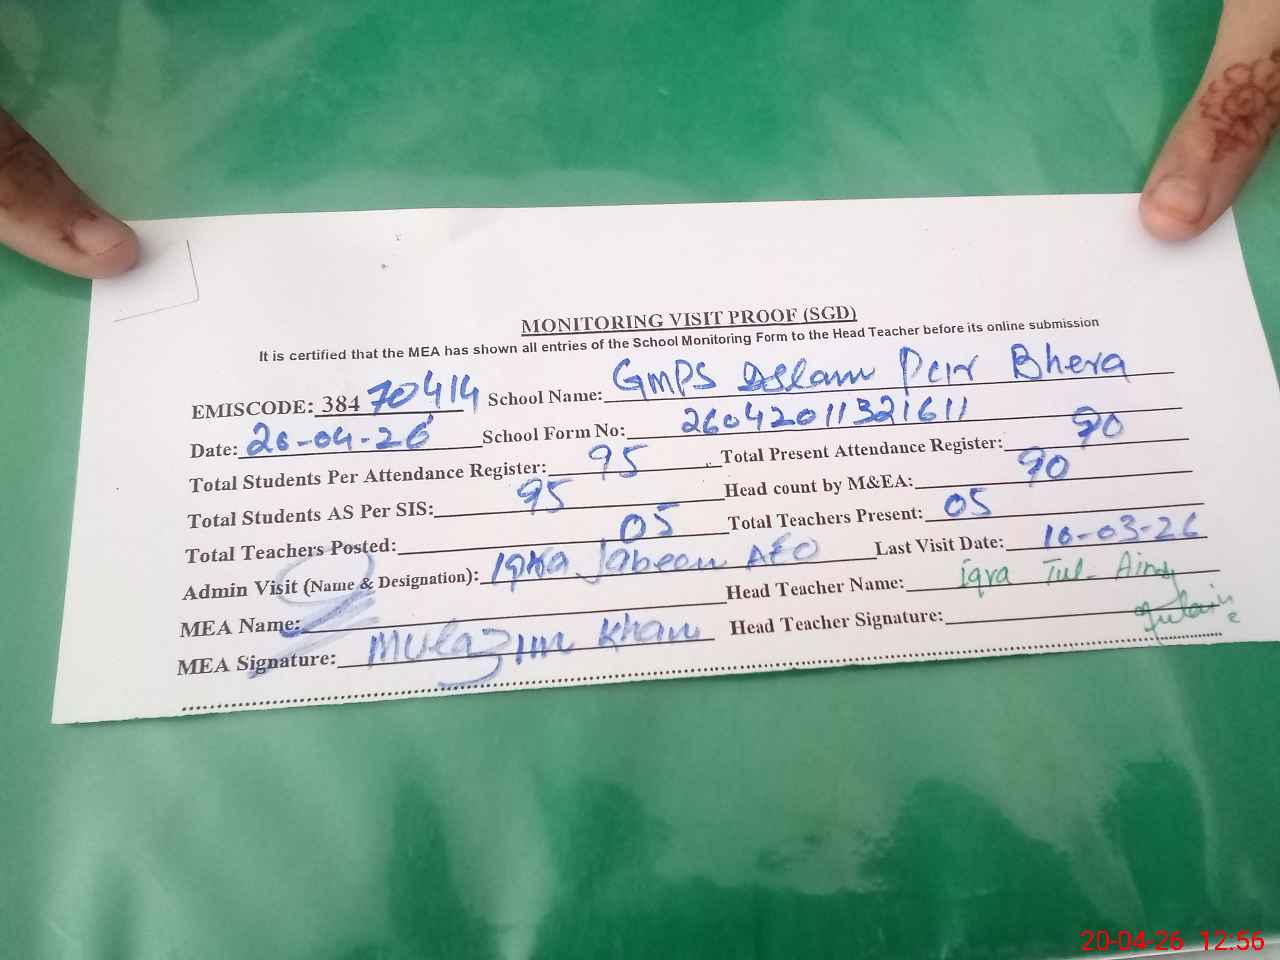 MONITORING VISIT PROOF (SGD)
It is certified that the MEA has shown all entries of the School Monitoring Form to the Head Teacher before its online submission
EMISCODE: 384 70414 School Name: GMPS Aslam Pur Bhera
Date: 20-04-26 School Form No: 26042011321611
Total Students Per Attendance Register: 95 Total Present Attendance Register: 90
Total Students AS Per SIS: 95 Head count by M&EA: 90
Total Teachers Posted: 05 Total Teachers Present: 05
Admin Visit (Name & Designation): Iqra Jabeen AEO Last Visit Date: 10-03-26
MEA Name: Head Teacher Name: iqra Tul- Ain
MEA Signature: Mulazim Khan Head Teacher Signature:
20-04-26 12:56